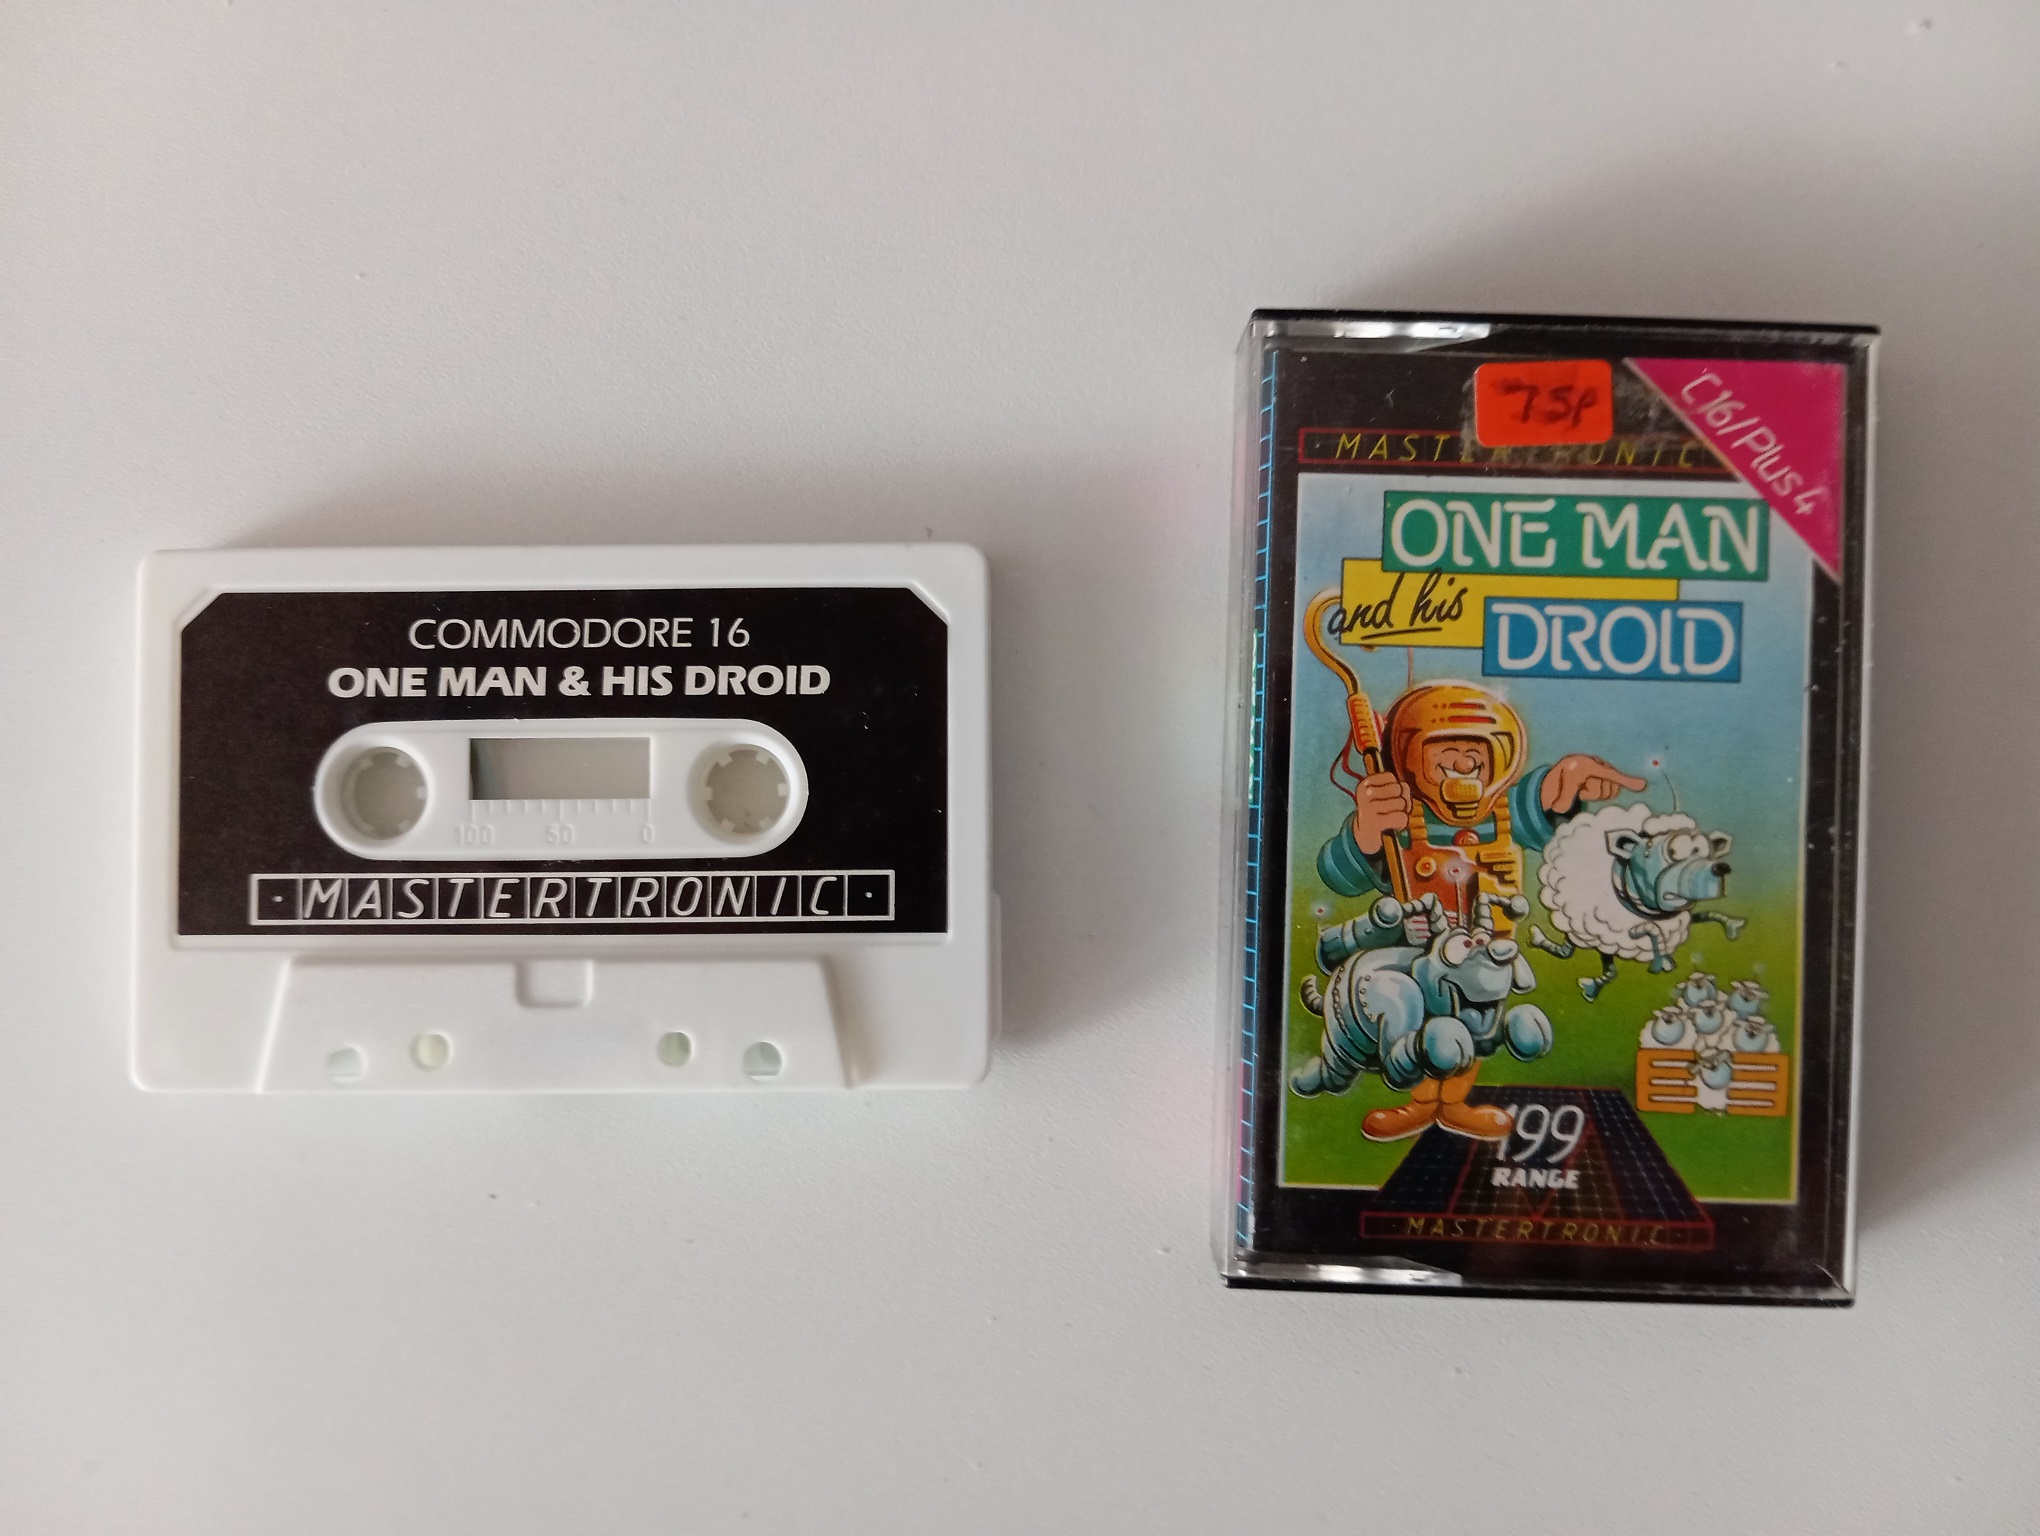 COMMODORE 16
ONE MAN & HIS DROID
100 50 0
· MASTERTRONIC ·
75p
C16/Plus 4
· MASTERTRONIC
ONE MAN
and his
DROID
199
RANGE
· MASTERTRONIC ·